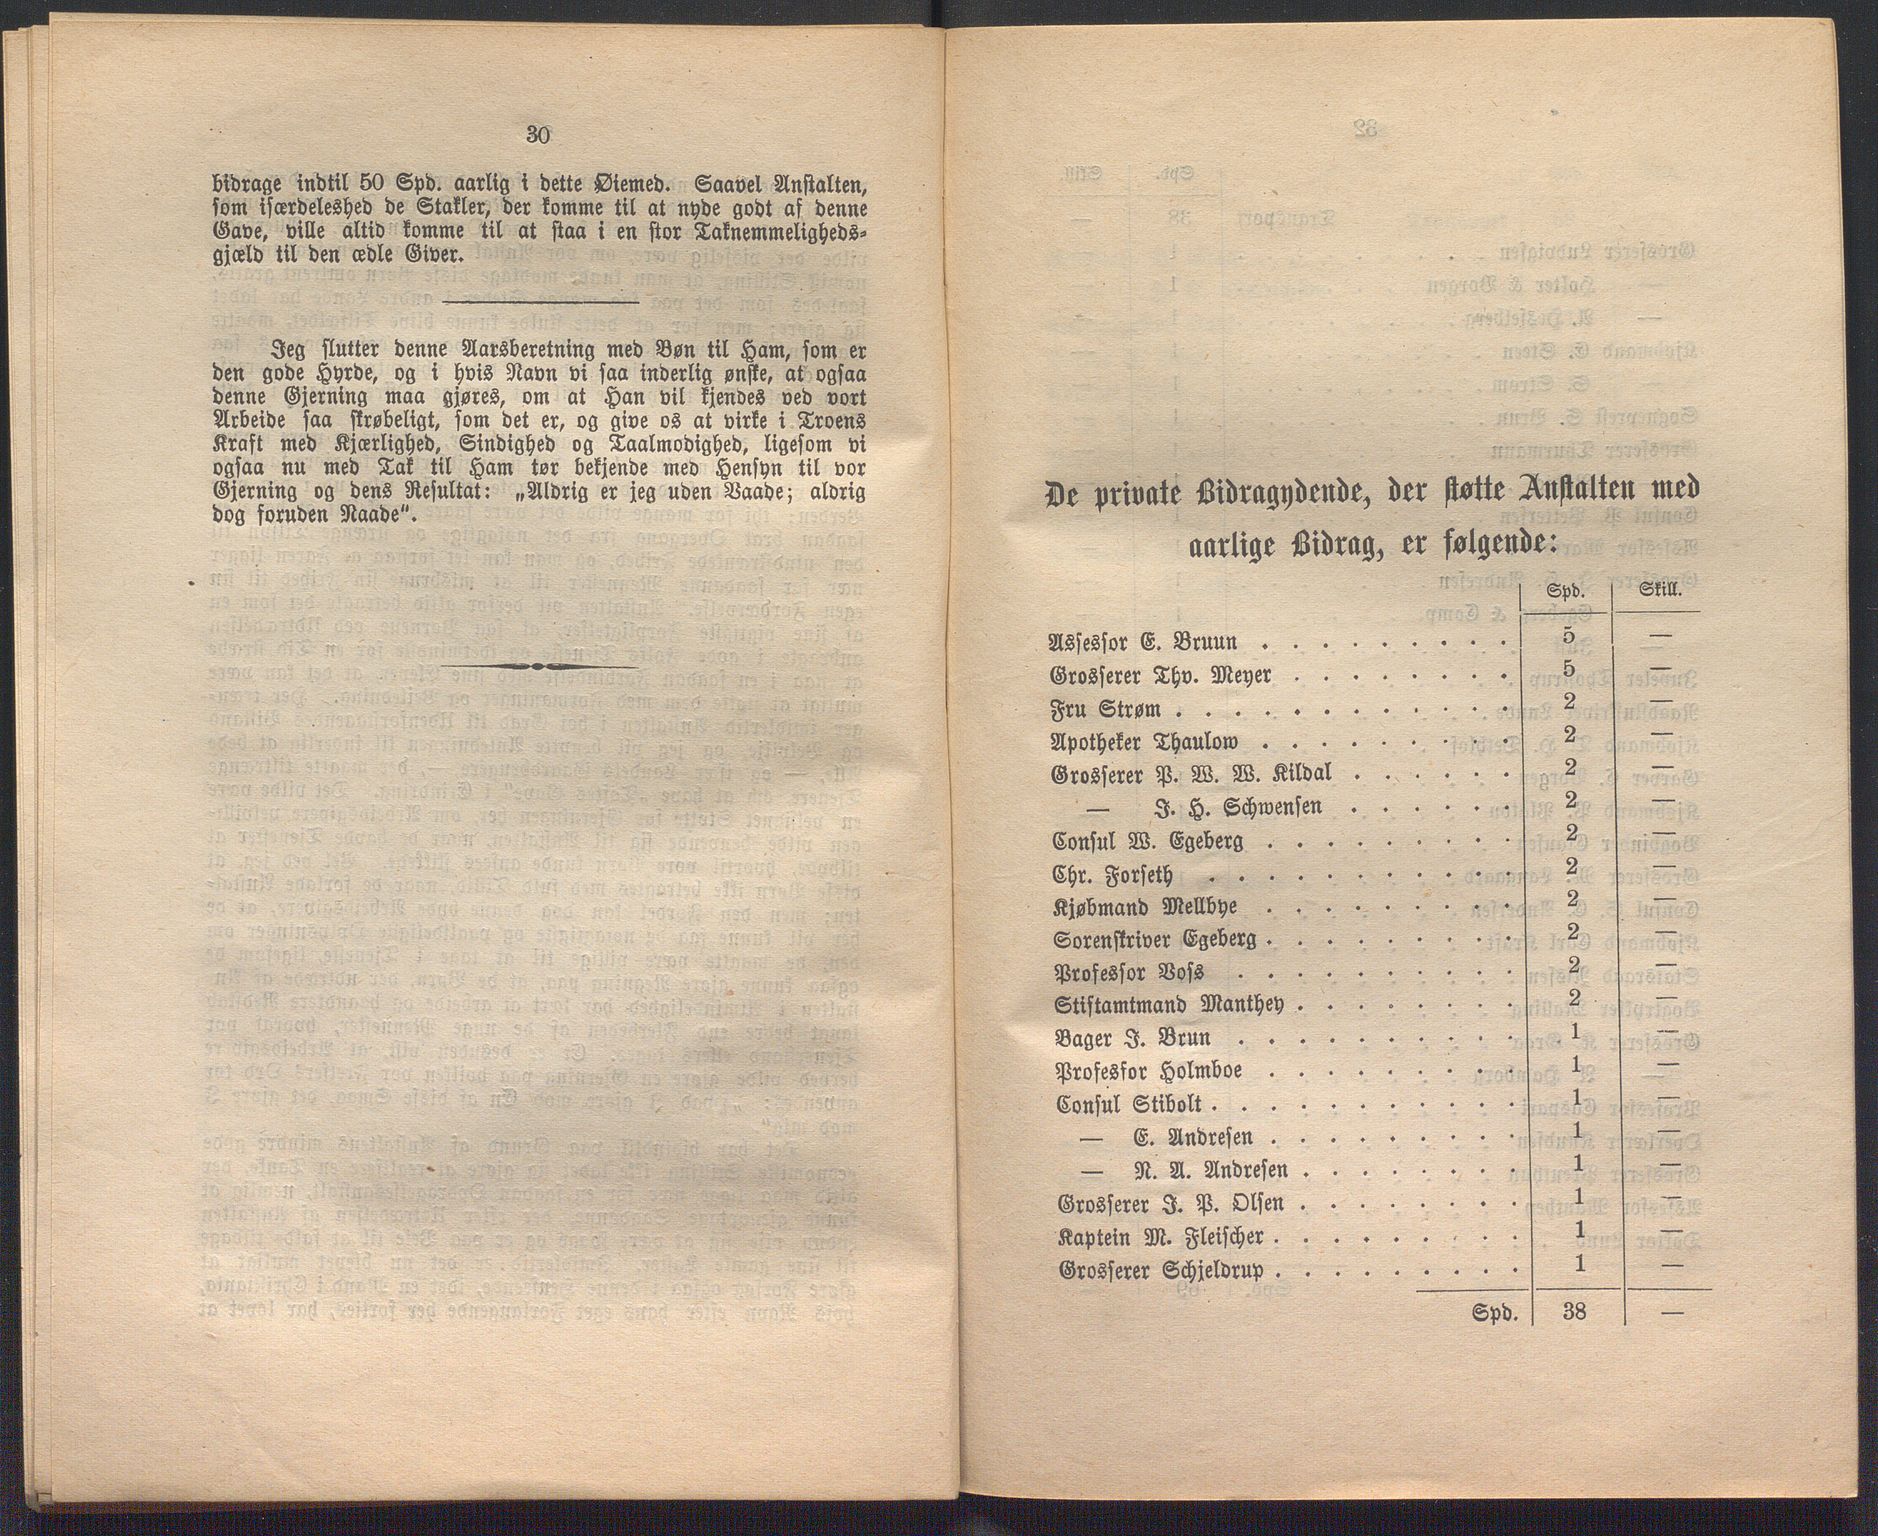 30
bidrage indtil 50 Spd. aarlig i dette Øiemed. Saavel Anstalten,
som isærdeleshed de Stakler, der komme til at nyde godt af denne
Gave, ville altid komme til at staa i en stor Taknemmeligheds-
gjæld til den ædle Giver.
Jeg slutter denne Aarsberetning med Bøn til Ham, som er
den gode Hyrde, og i hvis Navn vi saa inderlig ønske, at ogsaa
denne Gjerning maa gjøres, om at Han vil kjendes ved vort
Arbeide saa skrøbeligt, som det er, og give os at virke i Troens
Kraft med Kjærlighed, Sindighed og Taalmodighed, ligesom vi
ogsaa nu med Tak til Ham tør bekjende med Hensyn til vor
Gjerning og dens Resultat: „Aldrig er jeg uden Vaade; aldrig
dog foruden Naade“.
De private Bidragydende, der støtte Anstalten med
aarlige Bidrag, er følgende:
Spd. Skill.
Assessor E. Bruun . . . . . . . . . 5 —
Grosserer Thv. Meyer . . . . . . . . 5 —
Fru Strøm . . . . . . . . . . . . 2 —
Apotheker Thaulow . . . . . . . . . 2 —
Grosserer P. W. W. Kildal . . . . . . 2 —
— J. H. Schwensen . . . . . . 2 —
Consul W. Egeberg . . . . . . . . . 2 —
Chr. Forseth . . . . . . . . . . . 2 —
Kjøbmand Mellbye . . . . . . . . . 2 —
Sorenskriver Egeberg . . . . . . . . . 2 —
Professor Voss . . . . . . . . . . 2 —
Stiftamtmand Manthey . . . . . . . . 2 —
Bager J. Brun . . . . . . . . . . 1 —
Professor Holmboe . . . . . . . . . 1 —
Consul Stibolt . . . . . . . . . . . 1 —
— E. Andresen . . . . . . . . . 1 —
— N. A. Andresen . . . . . . . . 1 —
Grosserer J. P. Olsen . . . . . . . . 1 —
Kaptein M. Fleischer . . . . . . . . . 1 —
Grosserer Schjeldrup . . . . . . . . . 1 —
Spd. 38 —